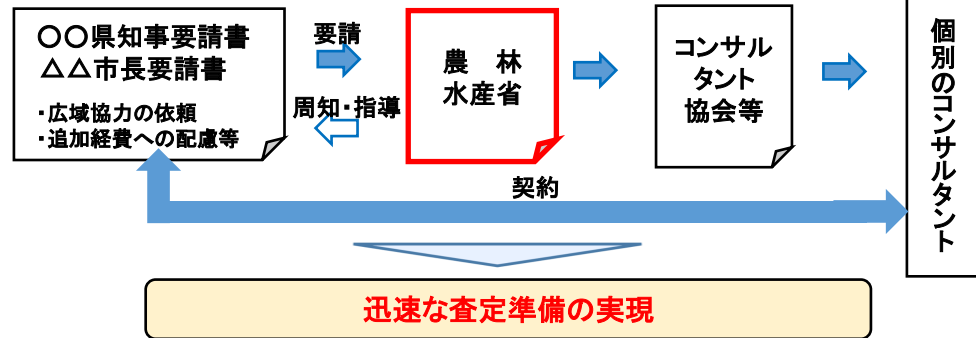 〇〇県知事要請書
△△市長要請書
・広域協力の依頼
・追加経費への配慮等
要請
周知・指導
農　林
水産省
コンサル
タント
協会等
個別のコンサルタント
契約
迅速な査定準備の実現